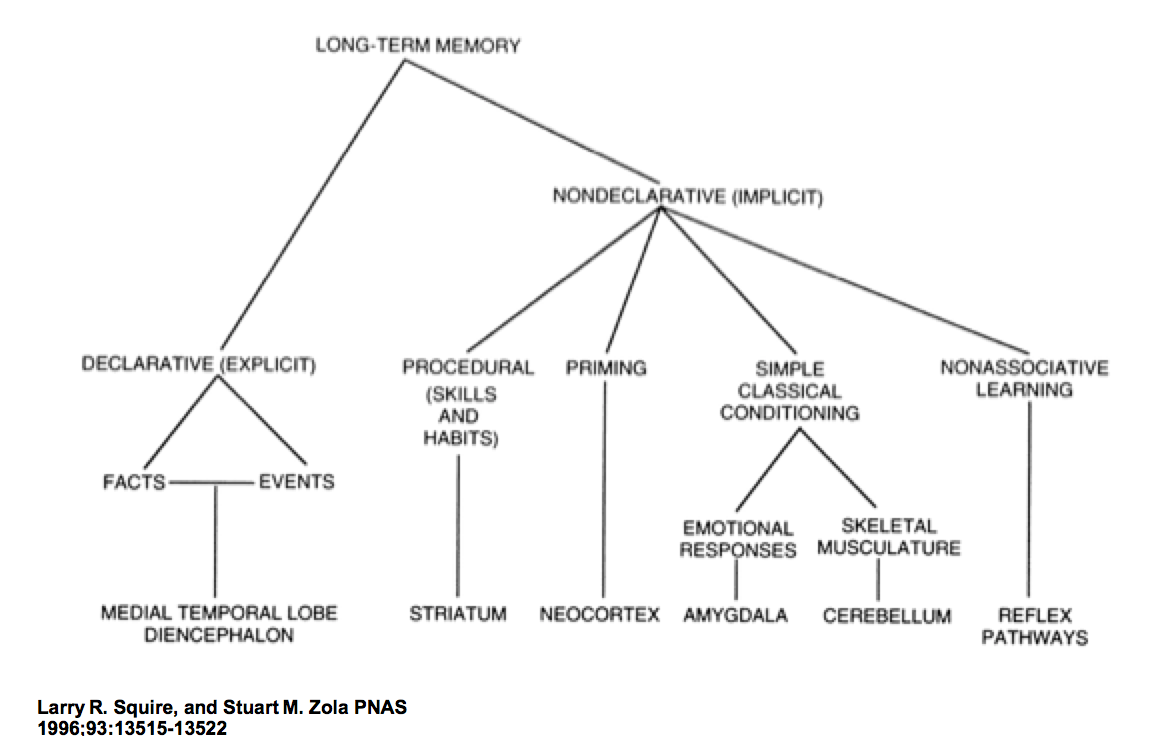 LONG-TERM MEMORY
NONDECLARATIVE (IMPLICIT)
DECLARATIVE (EXPLICIT)
PROCEDURAL
(SKILLS
AND
HABITS)
PRIMING
SIMPLE
CLASSICAL
CONDITIONING
NONASSOCIATIVE
LEARNING
FACTS
EVENTS
EMOTIONAL
RESPONSES
SKELETAL
MUSCULATURE
MEDIAL TEMPORAL LOBE
DIENCEPHALON
STRIATUM
NEOCORTEX
AMYGDALA
CEREBELLUM
REFLEX
PATHWAYS
Larry R. Squire, and Stuart M. Zola PNAS
1996;93:13515-13522